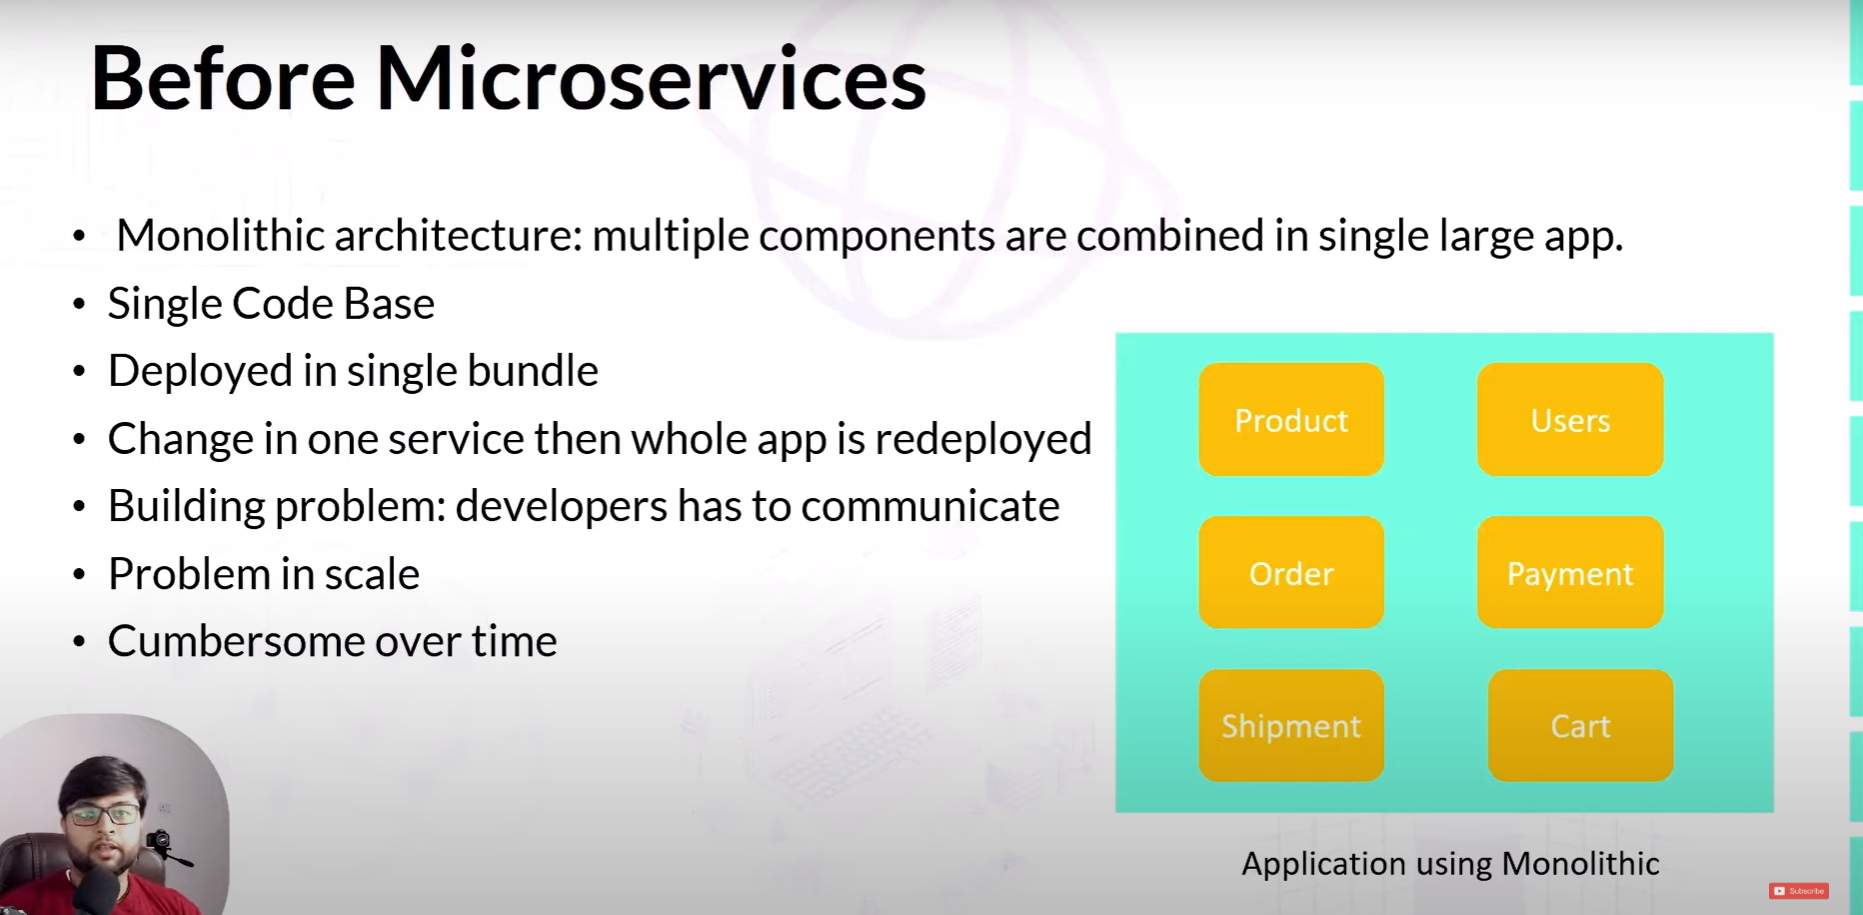 Before Microservices
• Monolithic architecture: multiple components are combined in single large app.
• Single Code Base
• Deployed in single bundle
• Change in one service then whole app is redeployed
• Building problem: developers has to communicate
• Problem in scale
• Cumbersome over time
Product
Users
Order
Payment
Shipment
Cart
Application using Monolithic
Subscribe